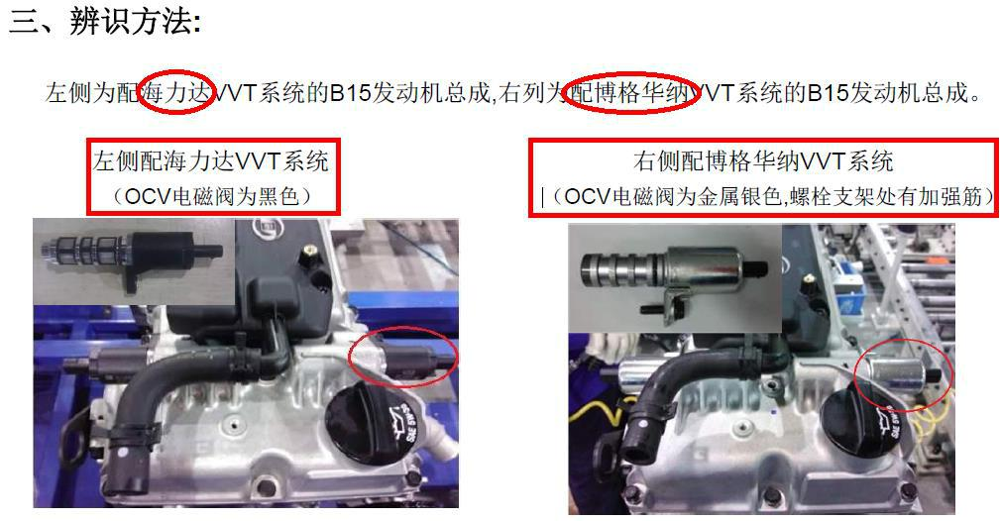 三、辨识方法:
左侧为配海力达VVT系统的B15发动机总成,右列为配博格华纳VVT系统的B15发动机总成。
左侧配海力达VVT系统
（OCV电磁阀为黑色）
右侧配博格华纳VVT系统
（OCV电磁阀为金属银色,螺栓支架处有加强筋）
SAE 5W-30
SAE 5W